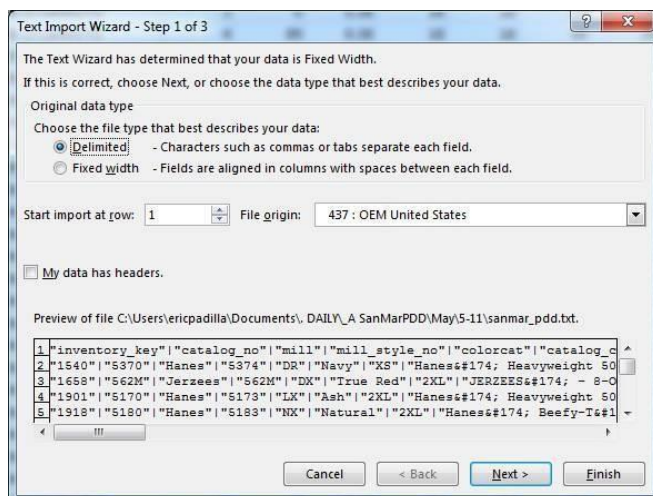 Text Import Wizard - Step 1 of 3
The Text Wizard has determined that your data is Fixed Width.
If this is correct, choose Next, or choose the data type that best describes your data.
Original data type
Choose the file type that best describes your data:
Delimited - Characters such as commas or tabs separate each field.
Fixed width - Fields are aligned in columns with spaces between each field.
Start import at row: 1 File origin: 437 : OEM United States
My data has headers.
Preview of file C:\Users\ericpadilla\Documents\. DAILY\_A SanMarPDD\May\5-11\sanmar_pdd.txt.
1 "inventory_key"|"catalog_no"|"mill"|"mill_style_no"|"colorcat"|"catalog_c
2 "1540"|"5370"|"Hanes"|"5374"|"DR"|"Navy"|"XS"|"Hanes&#174; Heavyweight 50
3 "1658"|"562M"|"Jerzees"|"562M"|"DX"|"True Red"|"2XL"|"JERZEES&#174; - 8-O
4 "1901"|"5170"|"Hanes"|"5173"|"LX"|"Ash"|"2XL"|"Hanes&#174; Heavyweight 50
5 "1918"|"5180"|"Hanes"|"5183"|"NX"|"Natural"|"2XL"|"Hanes&#174; Beefy-T&#1
Cancel < Back Next > Finish